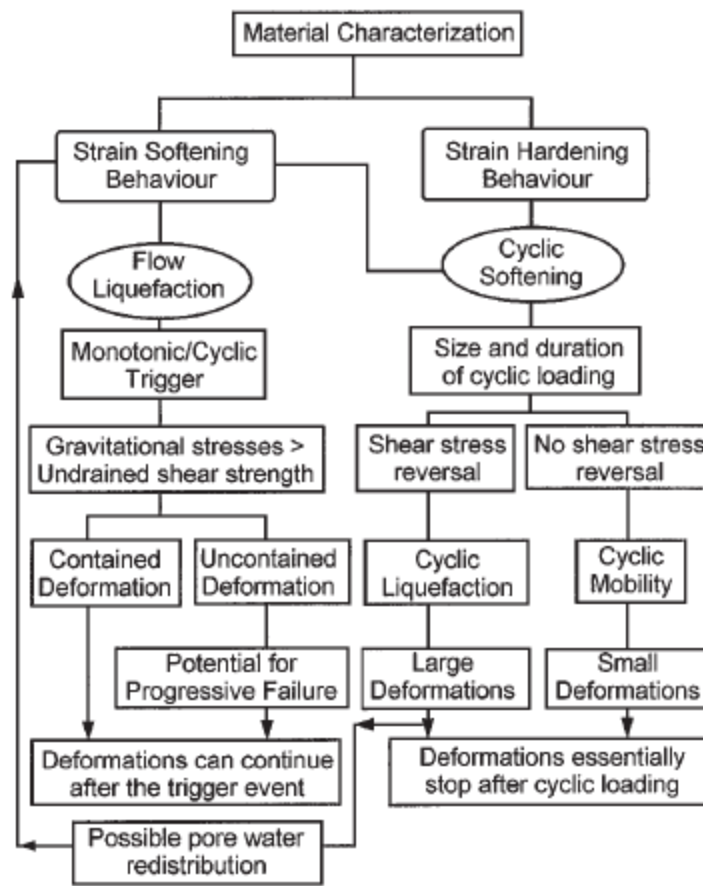 Material Characterization
Strain Softening
Behaviour
Strain Hardening
Behaviour
Flow
Liquefaction
Cyclic
Softening
Monotonic/Cyclic
Trigger
Size and duration
of cyclic loading
Gravitational stresses >
Undrained shear strength
Shear stress
reversal
No shear stress
reversal
Contained
Deformation
Uncontained
Deformation
Cyclic
Liquefaction
Cyclic
Mobility
Potential for
Progressive Failure
Large
Deformations
Small
Deformations
Deformations can continue
after the trigger event
Deformations essentially
stop after cyclic loading
Possible pore water
redistribution